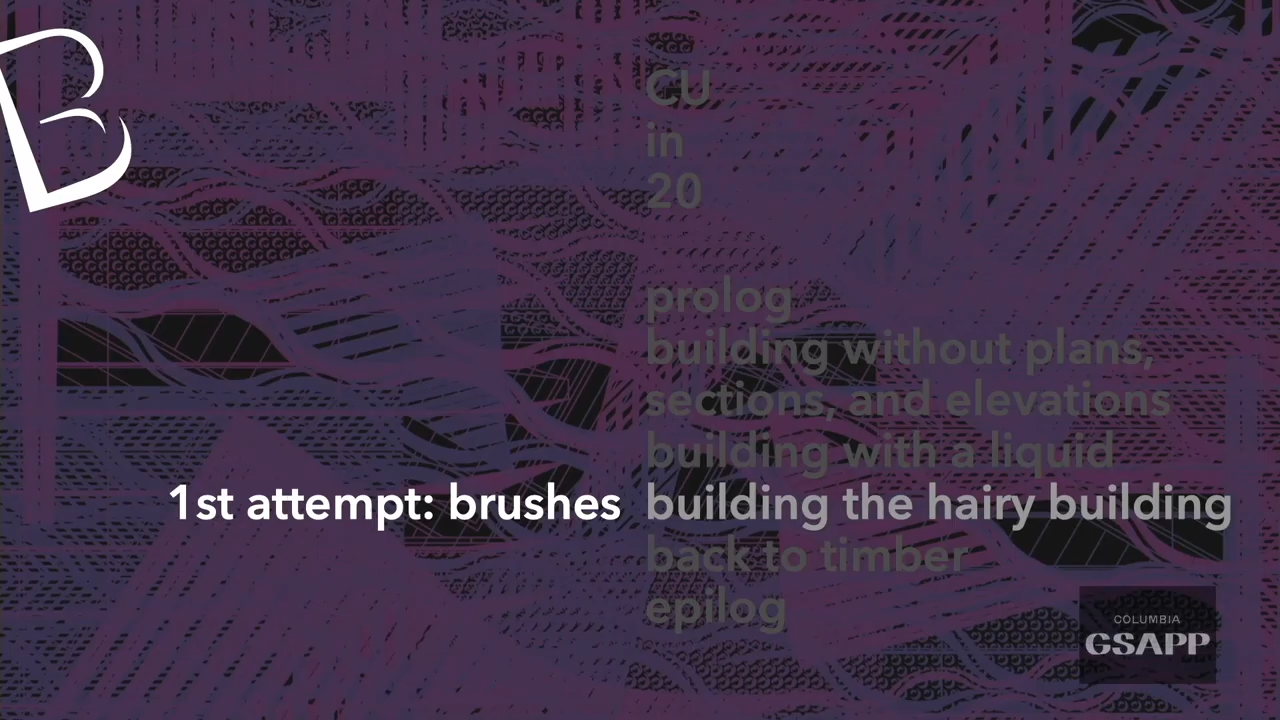 B
CU
in
20
prolog
building without plans,
sections, and elevations
building with a liquid
1st attempt: brushes building the hairy building
back to timber
epilog
COLUMBIA
GSAPP